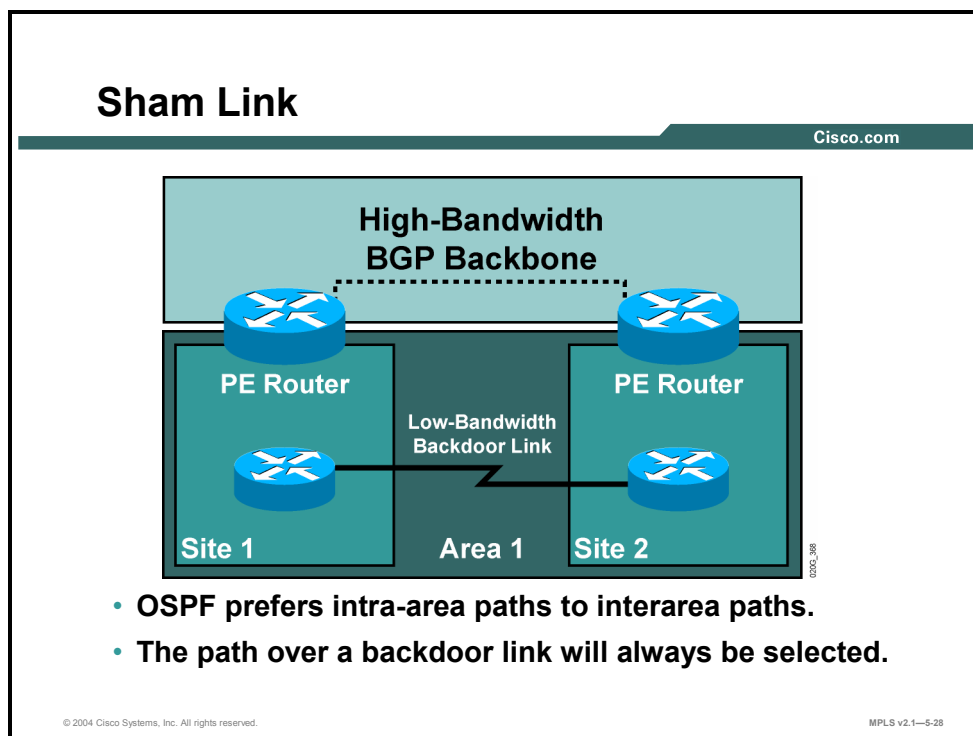 Sham Link
Cisco.com
High-Bandwidth
BGP Backbone
PE Router
PE Router
Low-Bandwidth
Backdoor Link
Site 1
Area 1
Site 2
020G_368
• OSPF prefers intra-area paths to interarea paths.
• The path over a backdoor link will always be selected.
© 2004 Cisco Systems, Inc. All rights reserved.
MPLS v2.1—5-28